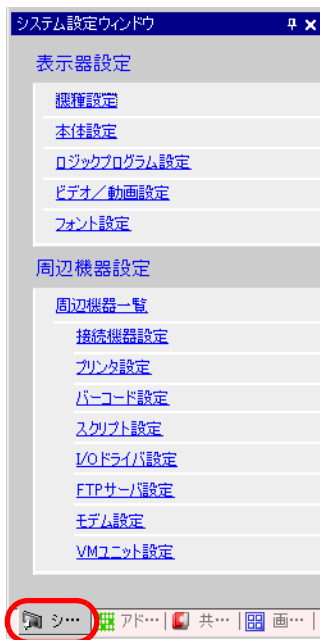 システム設定ウィンドウ
表示器設定
機種設定
本体設定
ロジックプログラム設定
ビデオ／動画設定
フォント設定
周辺機器設定
周辺機器一覧
接続機器設定
プリンタ設定
バーコード設定
スクリプト設定
I/Oドライバ設定
FTPサーバ設定
モデム設定
VMユニット設定
シ… アド… 共… 画…